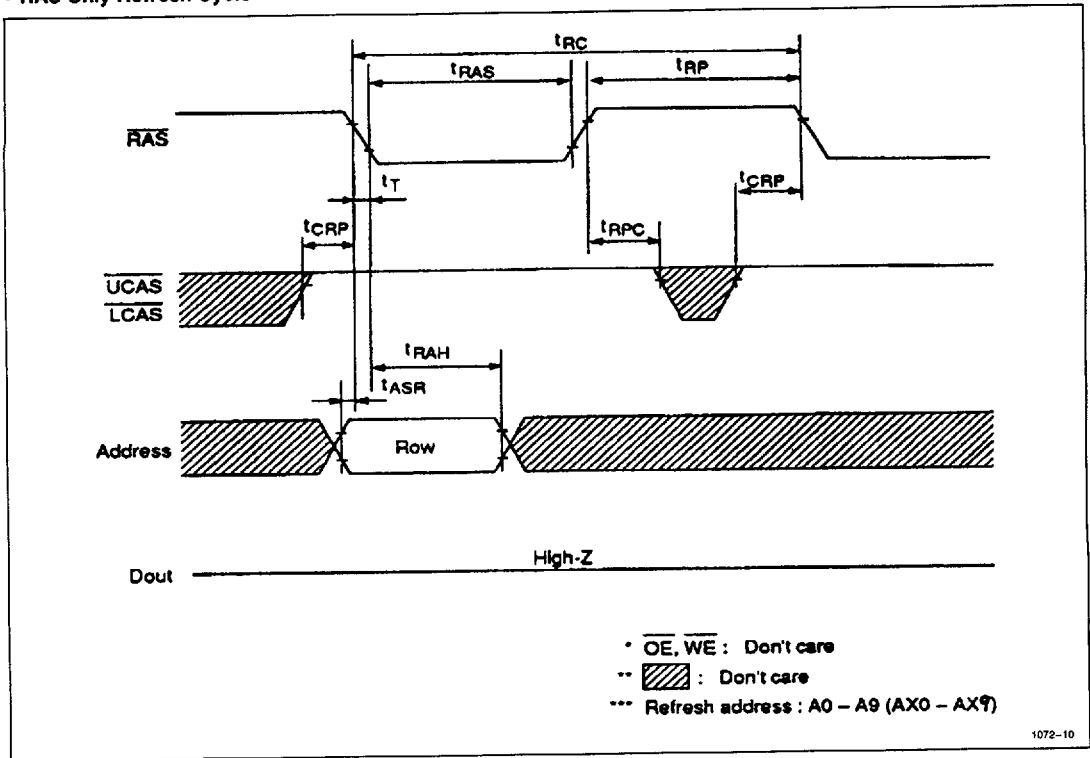 RAS Only Refresh Cycle
tRC
tRAS
tRP
RAS
tT
tCRP
tCRP
tRPC
UCAS
LCAS
tRAH
tASR
Address
Row
High-Z
Dout
* OE, WE : Don't care
** : Don't care
*** Refresh address : A0 – A9 (AX0 – AX9)
1072-10